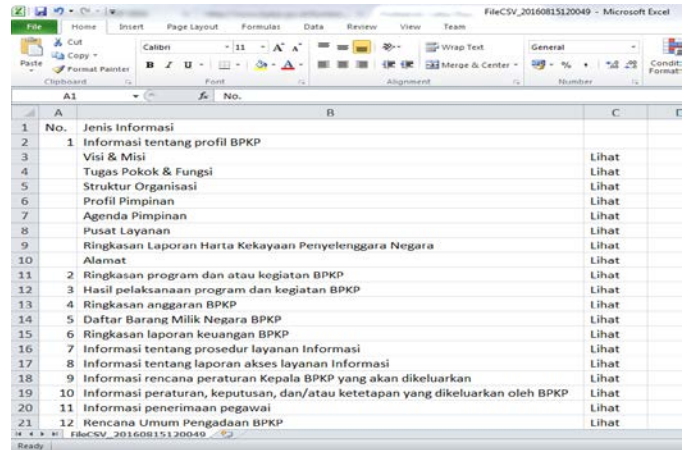 FileCSV_20160815120049 - Microsoft Excel
File Home Insert Page Layout Formulas Data Review View Team
Paste
Cut
Copy
Format Painter
Clipboard
Calibri 11 A A
B I U A
Font
Wrap Text
Merge & Center
Alignment
General
% ,
Number
A1 fx No.
A B C
1 No. Jenis Informasi
2 1 Informasi tentang profil BPKP
3 Visi & Misi Lihat
4 Tugas Pokok & Fungsi Lihat
5 Struktur Organisasi Lihat
6 Profil Pimpinan Lihat
7 Agenda Pimpinan Lihat
8 Pusat Layanan Lihat
9 Ringkasan Laporan Harta Kekayaan Penyelenggara Negara Lihat
10 Alamat Lihat
11 2 Ringkasan program dan atau kegiatan BPKP Lihat
12 3 Hasil pelaksanaan program dan kegiatan BPKP Lihat
13 4 Ringkasan anggaran BPKP Lihat
14 5 Daftar Barang Milik Negara BPKP Lihat
15 6 Ringkasan laporan keuangan BPKP Lihat
16 7 Informasi tentang prosedur layanan Informasi Lihat
17 8 Informasi tentang laporan akses layanan Informasi Lihat
18 9 Informasi rencana peraturan Kepala BPKP yang akan dikeluarkan Lihat
19 10 Informasi peraturan, keputusan, dan/atau ketetapan yang dikeluarkan oleh BPKP Lihat
20 11 Informasi penerimaan pegawai Lihat
21 12 Rencana Umum Pengadaan BPKP Lihat
FileCSV_20160815120049
Ready